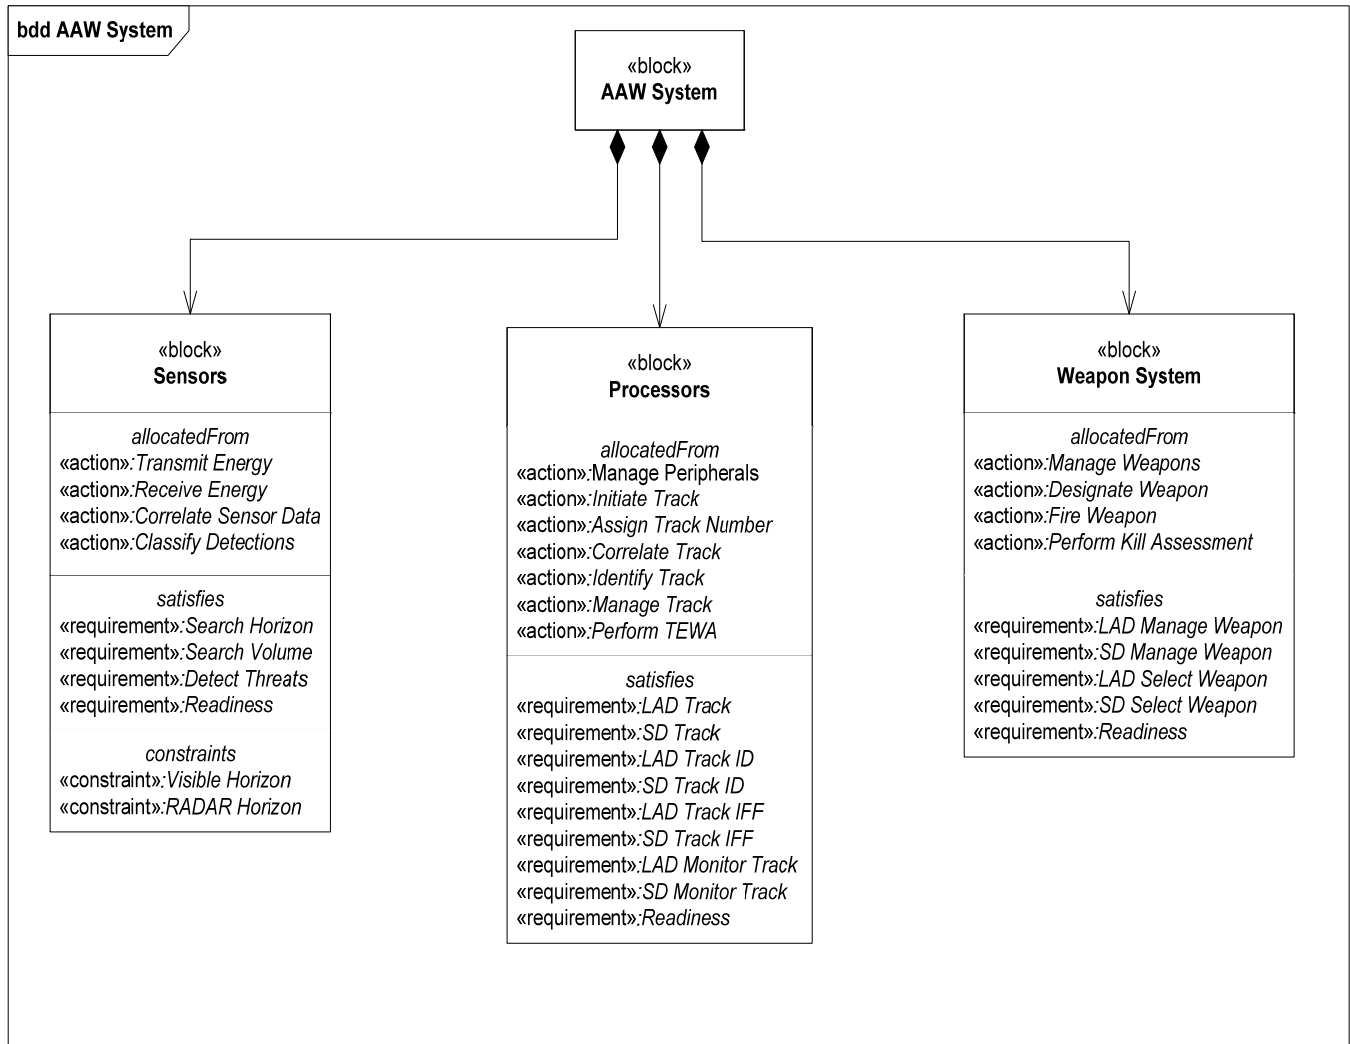 bdd AAW System
«block»
AAW System
«block»
Sensors
allocatedFrom
«action»:Transmit Energy
«action»:Receive Energy
«action»:Correlate Sensor Data
«action»:Classify Detections
satisfies
«requirement»:Search Horizon
«requirement»:Search Volume
«requirement»:Detect Threats
«requirement»:Readiness
constraints
«constraint»:Visible Horizon
«constraint»:RADAR Horizon
«block»
Processors
allocatedFrom
«action»:Manage Peripherals
«action»:Initiate Track
«action»:Assign Track Number
«action»:Correlate Track
«action»:Identify Track
«action»:Manage Track
«action»:Perform TEWA
satisfies
«requirement»:LAD Track
«requirement»:SD Track
«requirement»:LAD Track ID
«requirement»:SD Track ID
«requirement»:LAD Track IFF
«requirement»:SD Track IFF
«requirement»:LAD Monitor Track
«requirement»:SD Monitor Track
«requirement»:Readiness
«block»
Weapon System
allocatedFrom
«action»:Manage Weapons
«action»:Designate Weapon
«action»:Fire Weapon
«action»:Perform Kill Assessment
satisfies
«requirement»:LAD Manage Weapon
«requirement»:SD Manage Weapon
«requirement»:LAD Select Weapon
«requirement»:SD Select Weapon
«requirement»:Readiness